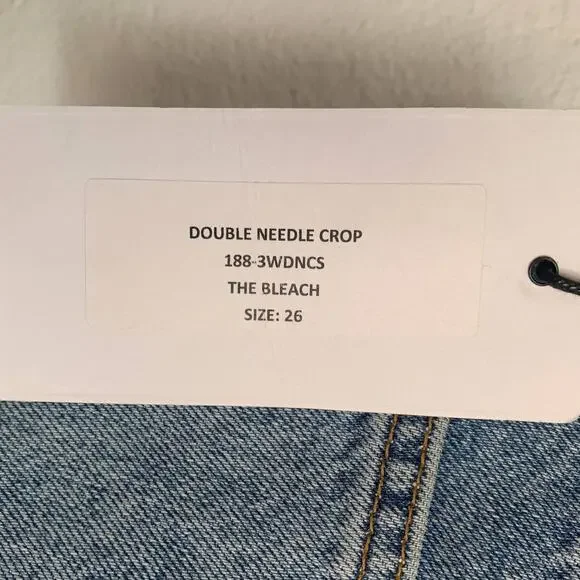 DOUBLE NEEDLE CROP
188-3WDNCS
THE BLEACH
SIZE: 26